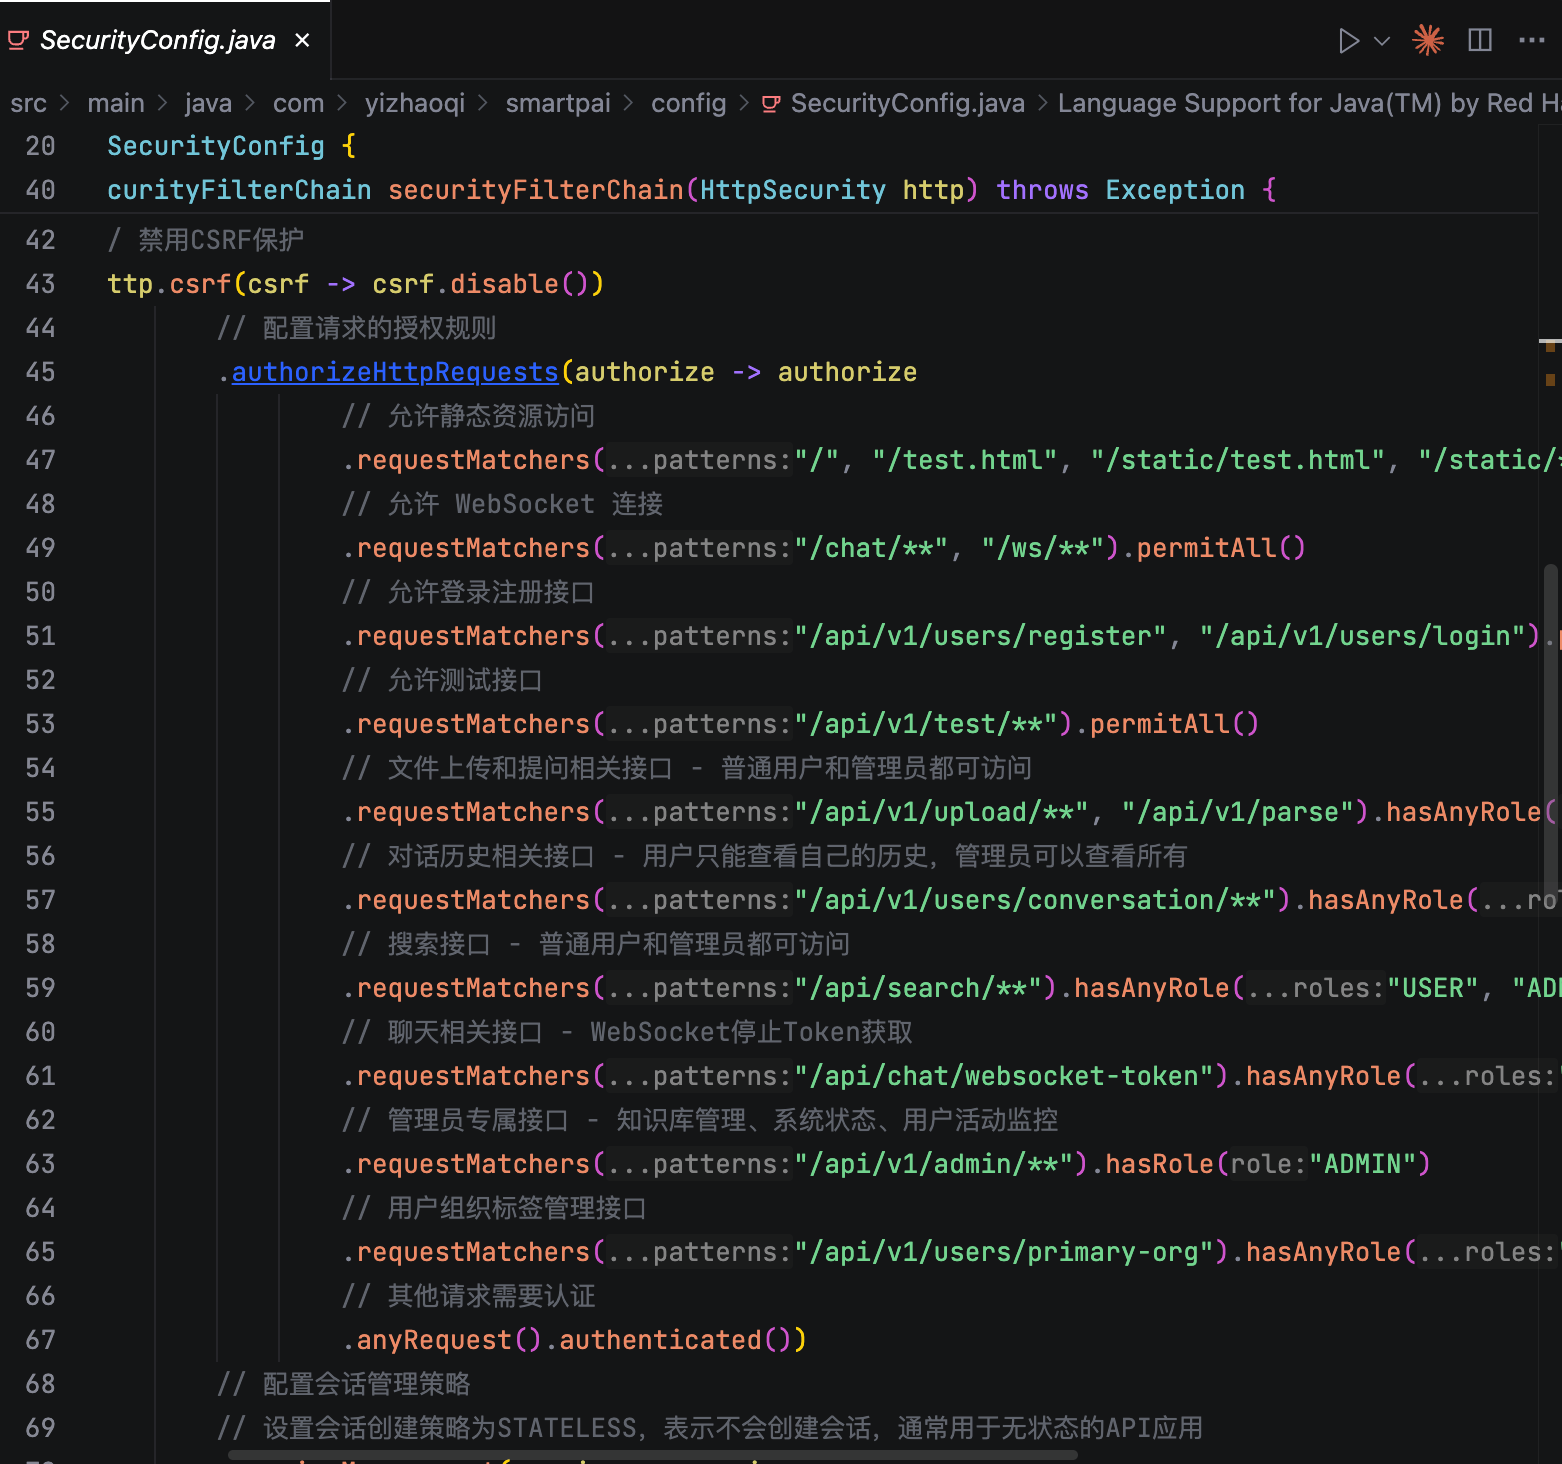 SecurityConfig.java ×
src > main > java > com > yizhaoqi > smartpai > config > SecurityConfig.java > Language Support for Java(TM) by Red Ha
20 SecurityConfig {
40 curityFilterChain securityFilterChain(HttpSecurity http) throws Exception {
42 / 禁用CSRF保护
43 ttp.csrf(csrf -> csrf.disable())
44 // 配置请求的授权规则
45 .authorizeHttpRequests(authorize -> authorize
46 // 允许静态资源访问
47 .requestMatchers(...patterns:"/", "/test.html", "/static/test.html", "/static/*
48 // 允许 WebSocket 连接
49 .requestMatchers(...patterns:"/chat/**", "/ws/**").permitAll()
50 // 允许登录注册接口
51 .requestMatchers(...patterns:"/api/v1/users/register", "/api/v1/users/login").
52 // 允许测试接口
53 .requestMatchers(...patterns:"/api/v1/test/**").permitAll()
54 // 文件上传和提问相关接口 - 普通用户和管理员都可访问
55 .requestMatchers(...patterns:"/api/v1/upload/**", "/api/v1/parse").hasAnyRole(
56 // 对话历史相关接口 - 用户只能查看自己的历史，管理员可以查看所有
57 .requestMatchers(...patterns:"/api/v1/users/conversation/**").hasAnyRole(...rol
58 // 搜索接口 - 普通用户和管理员都可访问
59 .requestMatchers(...patterns:"/api/search/**").hasAnyRole(...roles:"USER", "ADM
60 // 聊天相关接口 - WebSocket停止Token获取
61 .requestMatchers(...patterns:"/api/chat/websocket-token").hasAnyRole(...roles:"
62 // 管理员专属接口 - 知识库管理、系统状态、用户活动监控
63 .requestMatchers(...patterns:"/api/v1/admin/**").hasRole(role:"ADMIN")
64 // 用户组织标签管理接口
65 .requestMatchers(...patterns:"/api/v1/users/primary-org").hasAnyRole(...roles:"
66 // 其他请求需要认证
67 .anyRequest().authenticated())
68 // 配置会话管理策略
69 // 设置会话创建策略为STATELESS，表示不会创建会话，通常用于无状态的API应用